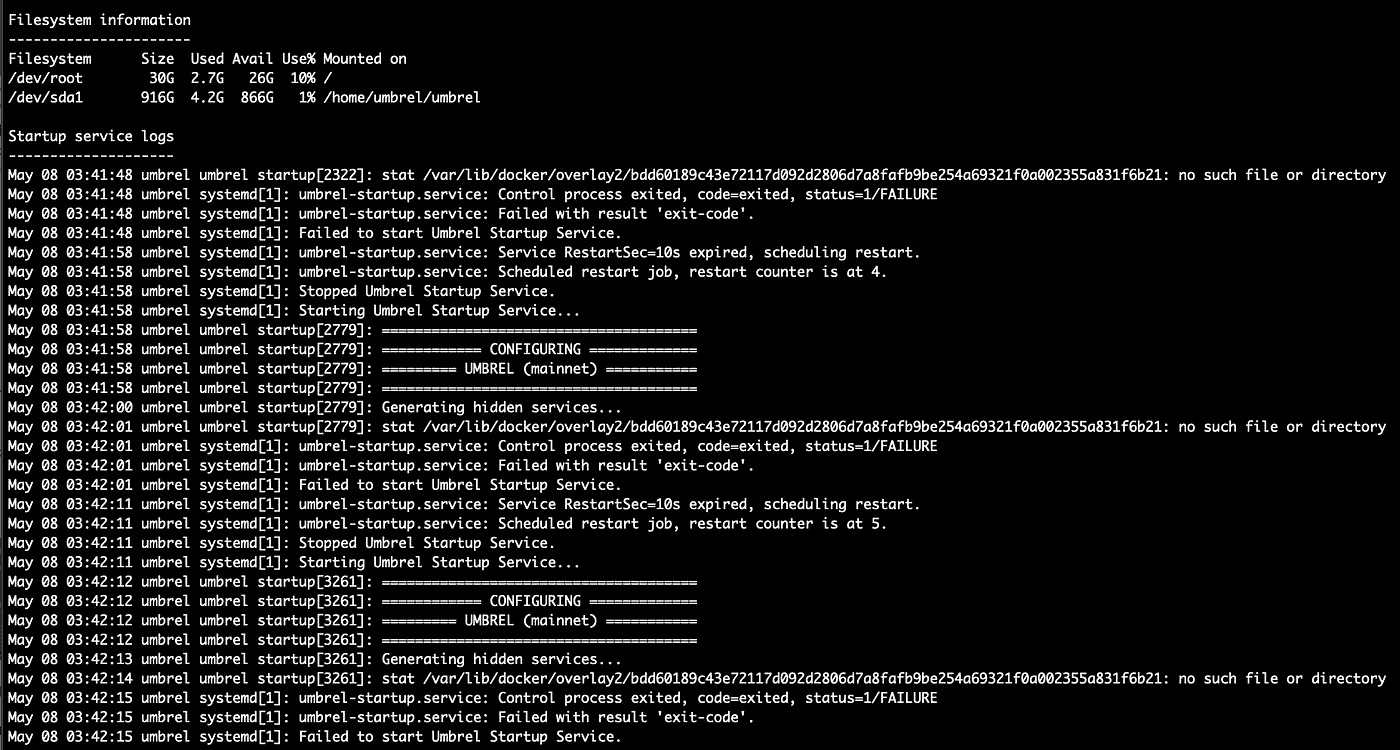 Filesystem information
----------------------
Filesystem      Size  Used Avail Use% Mounted on
/dev/root        30G  2.7G   26G  10% /
/dev/sda1       916G  4.2G  866G   1% /home/umbrel/umbrel

Startup service logs
--------------------
May 08 03:41:48 umbrel umbrel startup[2322]: stat /var/lib/docker/overlay2/bdd60189c43e72117d092d2806d7a8fafb9be254a69321f0a002355a831f6b21: no such file or directory
May 08 03:41:48 umbrel systemd[1]: umbrel-startup.service: Control process exited, code=exited, status=1/FAILURE
May 08 03:41:48 umbrel systemd[1]: umbrel-startup.service: Failed with result 'exit-code'.
May 08 03:41:48 umbrel systemd[1]: Failed to start Umbrel Startup Service.
May 08 03:41:58 umbrel systemd[1]: umbrel-startup.service: Service RestartSec=10s expired, scheduling restart.
May 08 03:41:58 umbrel systemd[1]: umbrel-startup.service: Scheduled restart job, restart counter is at 4.
May 08 03:41:58 umbrel systemd[1]: Stopped Umbrel Startup Service.
May 08 03:41:58 umbrel systemd[1]: Starting Umbrel Startup Service...
May 08 03:41:58 umbrel umbrel startup[2779]: ======================================
May 08 03:41:58 umbrel umbrel startup[2779]: ============ CONFIGURING =============
May 08 03:41:58 umbrel umbrel startup[2779]: ========= UMBREL (mainnet) ===========
May 08 03:41:58 umbrel umbrel startup[2779]: ======================================
May 08 03:42:00 umbrel umbrel startup[2779]: Generating hidden services...
May 08 03:42:01 umbrel umbrel startup[2779]: stat /var/lib/docker/overlay2/bdd60189c43e72117d092d2806d7a8fafb9be254a69321f0a002355a831f6b21: no such file or directory
May 08 03:42:01 umbrel systemd[1]: umbrel-startup.service: Control process exited, code=exited, status=1/FAILURE
May 08 03:42:01 umbrel systemd[1]: umbrel-startup.service: Failed with result 'exit-code'.
May 08 03:42:01 umbrel systemd[1]: Failed to start Umbrel Startup Service.
May 08 03:42:11 umbrel systemd[1]: umbrel-startup.service: Service RestartSec=10s expired, scheduling restart.
May 08 03:42:11 umbrel systemd[1]: umbrel-startup.service: Scheduled restart job, restart counter is at 5.
May 08 03:42:11 umbrel systemd[1]: Stopped Umbrel Startup Service.
May 08 03:42:11 umbrel systemd[1]: Starting Umbrel Startup Service...
May 08 03:42:12 umbrel umbrel startup[3261]: ======================================
May 08 03:42:12 umbrel umbrel startup[3261]: ============ CONFIGURING =============
May 08 03:42:12 umbrel umbrel startup[3261]: ========= UMBREL (mainnet) ===========
May 08 03:42:12 umbrel umbrel startup[3261]: ======================================
May 08 03:42:13 umbrel umbrel startup[3261]: Generating hidden services...
May 08 03:42:14 umbrel umbrel startup[3261]: stat /var/lib/docker/overlay2/bdd60189c43e72117d092d2806d7a8fafb9be254a69321f0a002355a831f6b21: no such file or directory
May 08 03:42:15 umbrel systemd[1]: umbrel-startup.service: Control process exited, code=exited, status=1/FAILURE
May 08 03:42:15 umbrel systemd[1]: umbrel-startup.service: Failed with result 'exit-code'.
May 08 03:42:15 umbrel systemd[1]: Failed to start Umbrel Startup Service.